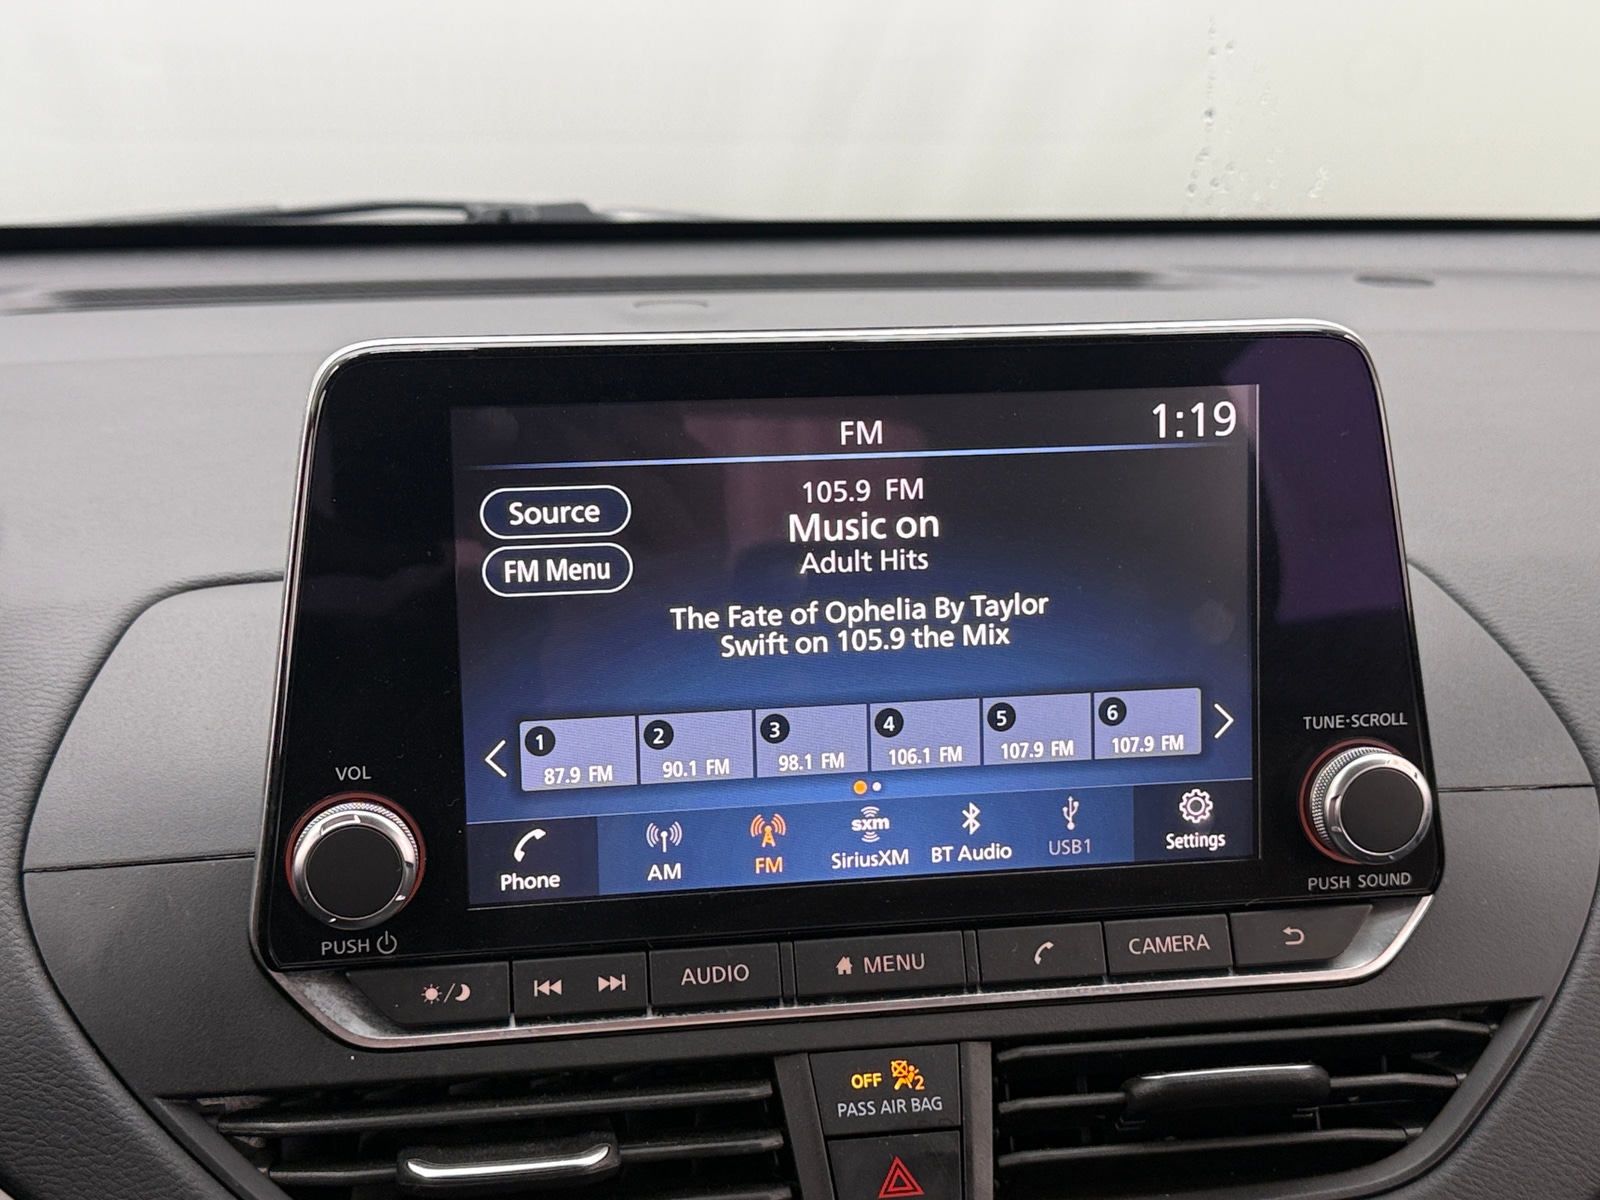 FM
1:19
Source
FM Menu
105.9 FM
Music on
Adult Hits
The Fate of Ophelia By Taylor
Swift on 105.9 the Mix
1
87.9 FM
2
90.1 FM
3
98.1 FM
4
106.1 FM
5
107.9 FM
6
107.9 FM
Phone
AM
FM
sxm
SiriusXM
BT Audio
USB1
Settings
VOL
PUSH
TUNE·SCROLL
PUSH SOUND
AUDIO
MENU
CAMERA
OFF
2
PASS AIR BAG